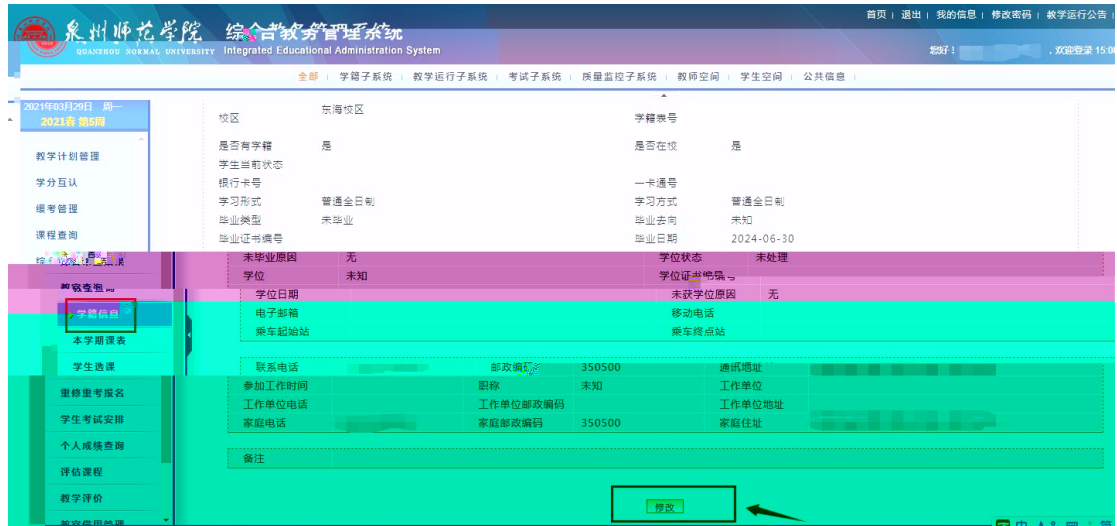 首页 | 退出 | 我的信息 | 修改密码 | 教学运行公告 |
泉州师范学院 综合教务管理系统
QUANZHOU NORMAL UNIVERSITY Integrated Educational Administration System
您好! ,欢迎登录 15:0
全部 | 学籍子系统 | 教学运行子系统 | 考试子系统 | 质量监控子系统 | 教师空间 | 学生空间 | 公共信息 |
2021年03月29日 周一
2021春 第5周
教学计划管理
学分互认
缓考管理
课程查询
学籍信息
本学期课表
学生选课
重修重考报名
学生考试安排
个人成绩查询
评估课程
教学评价
教室借用管理
校区 东海校区 学籍表号
是否有学籍 是 是否在校 是
学生当前状态
银行卡号 一卡通号
学习形式 普通全日制 学习方式 普通全日制
毕业类型 未毕业 毕业去向 未知
毕业证书编号 毕业日期 2024-06-30
未毕业原因 无 学位状态 未处理
学位 未知 学位证书编号
学位日期 未获学位原因 无
电子邮箱 移动电话
乘车起始站 乘车终点站
联系电话 邮政编码 350500 通讯地址
参加工作时间 职称 未知 工作单位
工作单位电话 工作单位邮政编码 工作单位地址
家庭电话 家庭邮政编码 350500 家庭住址
备注
修改